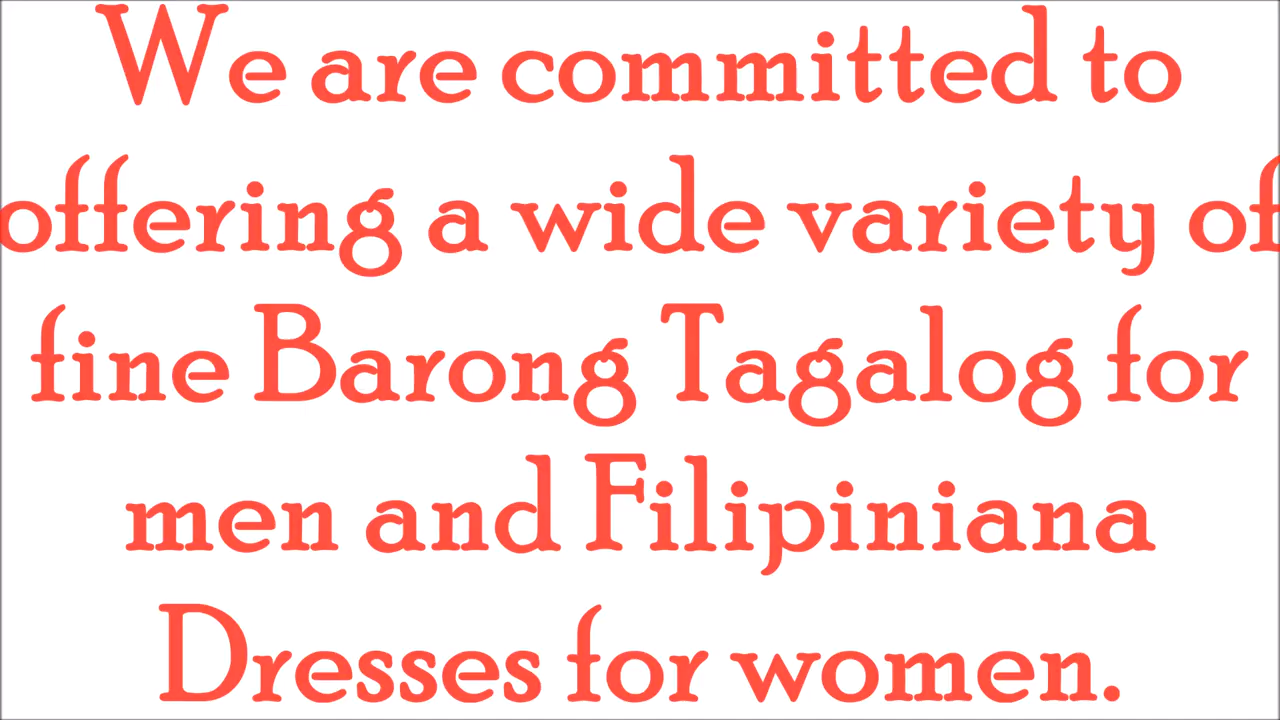 We are committed to
offering a wide variety of
fine Barong Tagalog for
men and Filipiniana
Dresses for women.